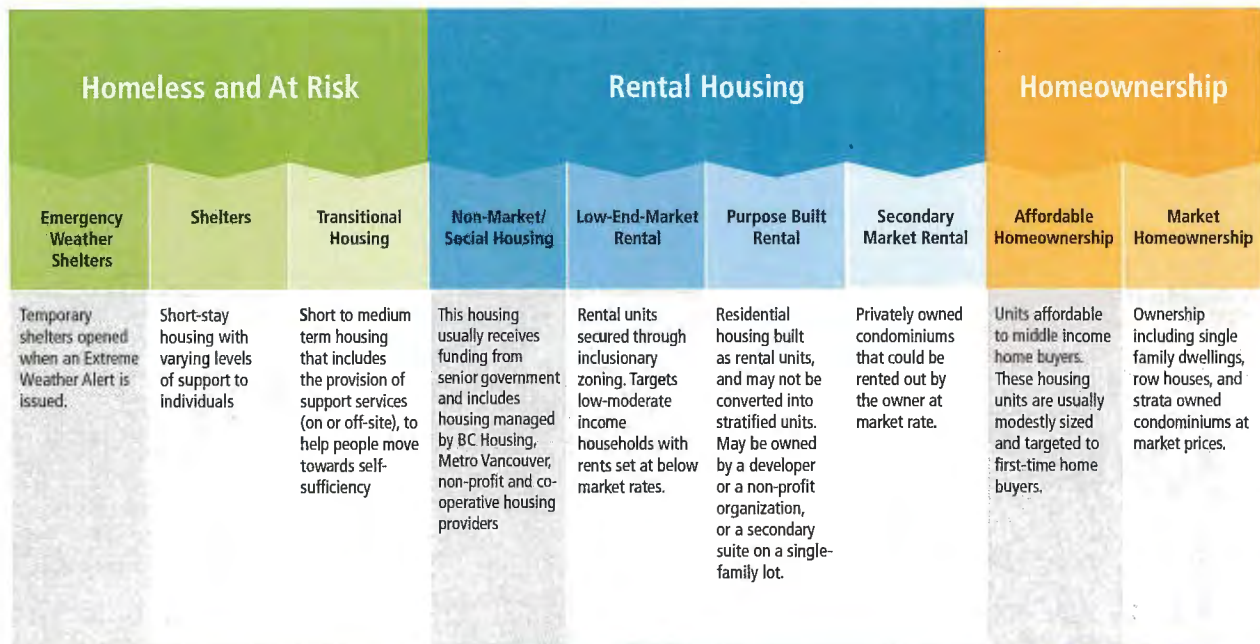 Homeless and At Risk
Rental Housing
Homeownership
Emergency
Weather
Shelters
Shelters
Transitional
Housing
Non-Market/
Social Housing
Low-End-Market
Rental
Purpose Built
Rental
Secondary
Market Rental
Affordable
Homeownership
Market
Homeownership
Temporary
shelters opened
when an Extreme
Weather Alert is
issued.
Short-stay
housing with
varying levels
of support to
individuals
Short to medium
term housing
that includes
the provision of
support services
(on or off-site), to
help people move
towards self-
sufficiency
This housing
usually receives
funding from
senior government
and includes
housing managed
by BC Housing,
Metro Vancouver,
non-profit and co-
operative housing
providers
Rental units
secured through
inclusionary
zoning. Targets
low-moderate
income
households with
rents set at below
market rates.
Residential
housing built
as rental units,
and may not be
converted into
stratified units.
May be owned
by a developer
or a non-profit
organization,
or a secondary
suite on a single-
family lot.
Privately owned
condominiums
that could be
rented out by
the owner at
market rate.
Units affordable
to middle income
home buyers.
These housing
units are usually
modestly sized
and targeted to
first-time home
buyers.
Ownership
including single
family dwellings,
row houses, and
strata owned
condominiums at
market prices.